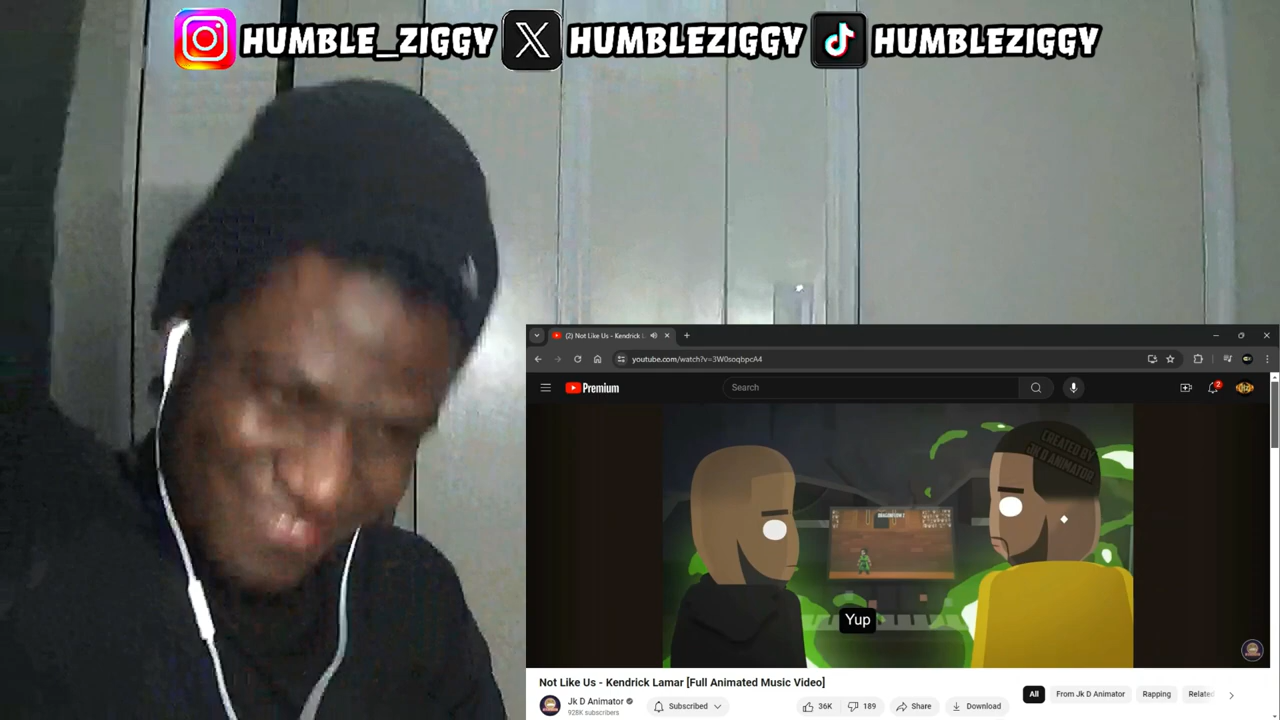 HUMBLE_ZIGGY HUMBLEZIGGY HUMBLEZIGGY
(2) Not Like Us - Kendrick L
youtube.com/watch?v=3W0soqbpcA4
Premium
Search
2
CREATED BY
JK D ANIMATOR
Yup
Not Like Us - Kendrick Lamar [Full Animated Music Video]
Jk D Animator
928K subscribers
Subscribed
36K
189
Share
Download
All
From Jk D Animator
Rapping
Related